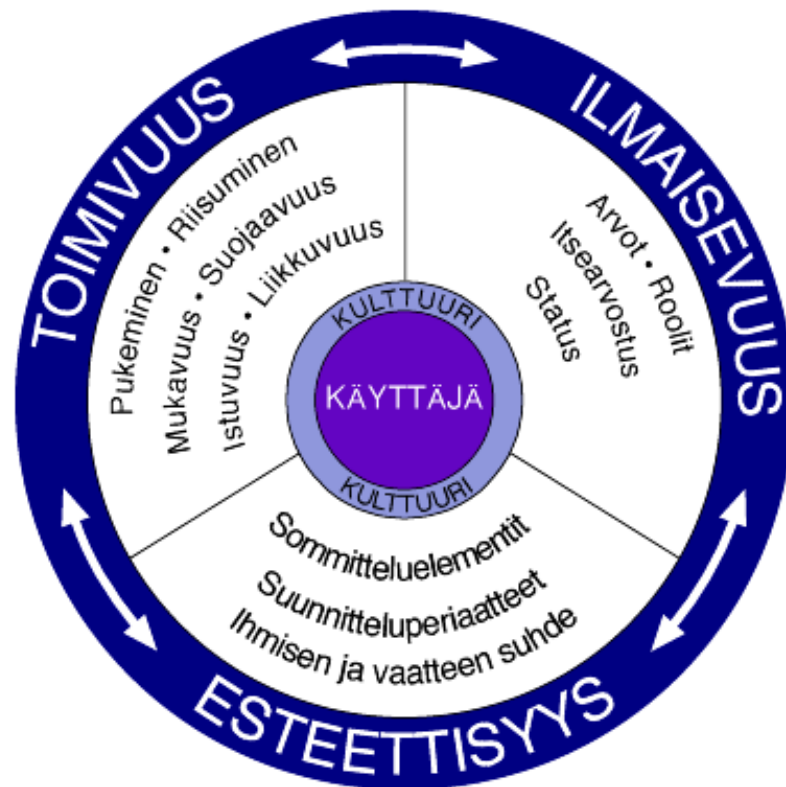 TOIMIVUUS
Pukeminen • Riisuminen
Mukavuus • Suojaavuus
Istuvuus • Liikkuvuus
ILMAISEVUUS
Arvot • Roolit
Itsearvostus
Status
KULTTUURI
KÄYTTÄJÄ
KULTTUURI
Sommitteluelementit
Suunnitteluperiaatteet
Ihmisen ja vaatteen suhde
ESTEETTISYYS